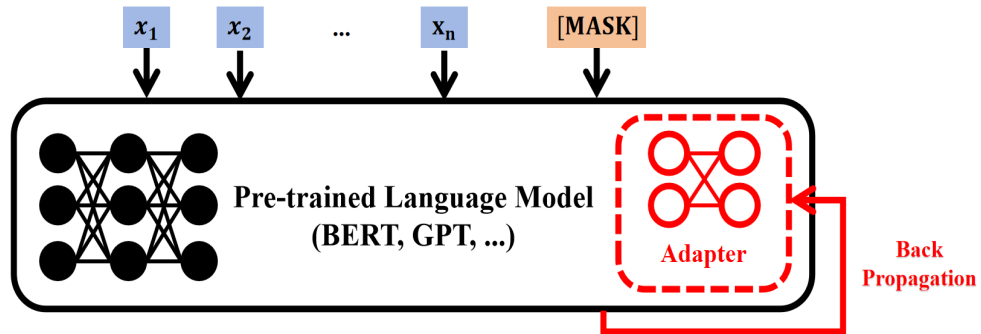 x₁ x₂ ... xₙ [MASK]
Pre-trained Language Model
(BERT, GPT, ...)
Adapter
Back
Propagation